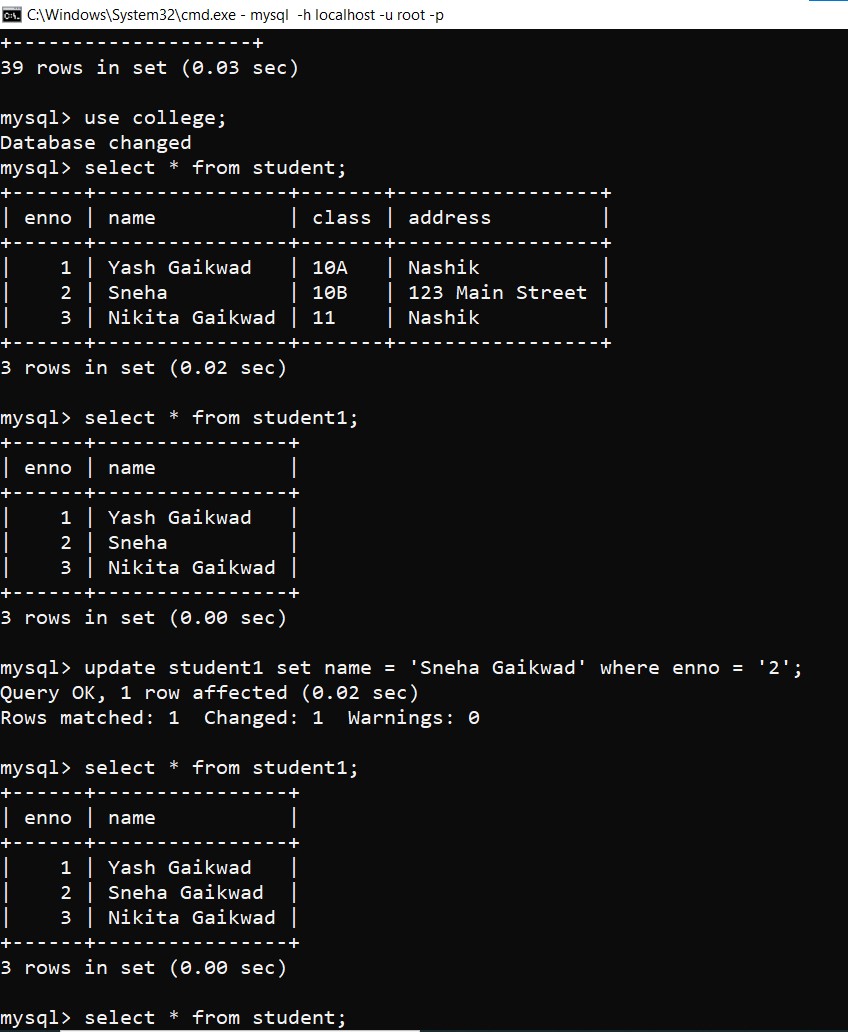 C:\Windows\System32\cmd.exe - mysql  -h localhost -u root -p
+--------------------+
39 rows in set (0.03 sec)

mysql> use college;
Database changed
mysql> select * from student;
+------+----------------+-------+-----------------+
| enno | name           | class | address         |
+------+----------------+-------+-----------------+
|    1 | Yash Gaikwad   | 10A   | Nashik          |
|    2 | Sneha          | 10B   | 123 Main Street |
|    3 | Nikita Gaikwad | 11    | Nashik          |
+------+----------------+-------+-----------------+
3 rows in set (0.02 sec)

mysql> select * from student1;
+------+----------------+
| enno | name           |
+------+----------------+
|    1 | Yash Gaikwad   |
|    2 | Sneha          |
|    3 | Nikita Gaikwad |
+------+----------------+
3 rows in set (0.00 sec)

mysql> update student1 set name = 'Sneha Gaikwad' where enno = '2';
Query OK, 1 row affected (0.02 sec)
Rows matched: 1  Changed: 1  Warnings: 0

mysql> select * from student1;
+------+----------------+
| enno | name           |
+------+----------------+
|    1 | Yash Gaikwad   |
|    2 | Sneha Gaikwad  |
|    3 | Nikita Gaikwad |
+------+----------------+
3 rows in set (0.00 sec)

mysql> select * from student;